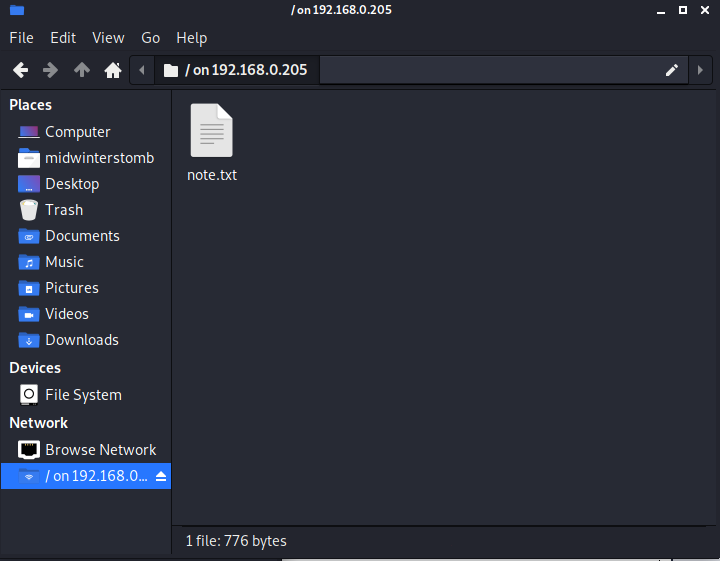 / on 192.168.0.205
File Edit View Go Help
/ on 192.168.0.205
Places
Computer
midwinterstomb
Desktop
Trash
Documents
Music
Pictures
Videos
Downloads
Devices
File System
Network
Browse Network
/ on 192.168.0...
note.txt
1 file: 776 bytes